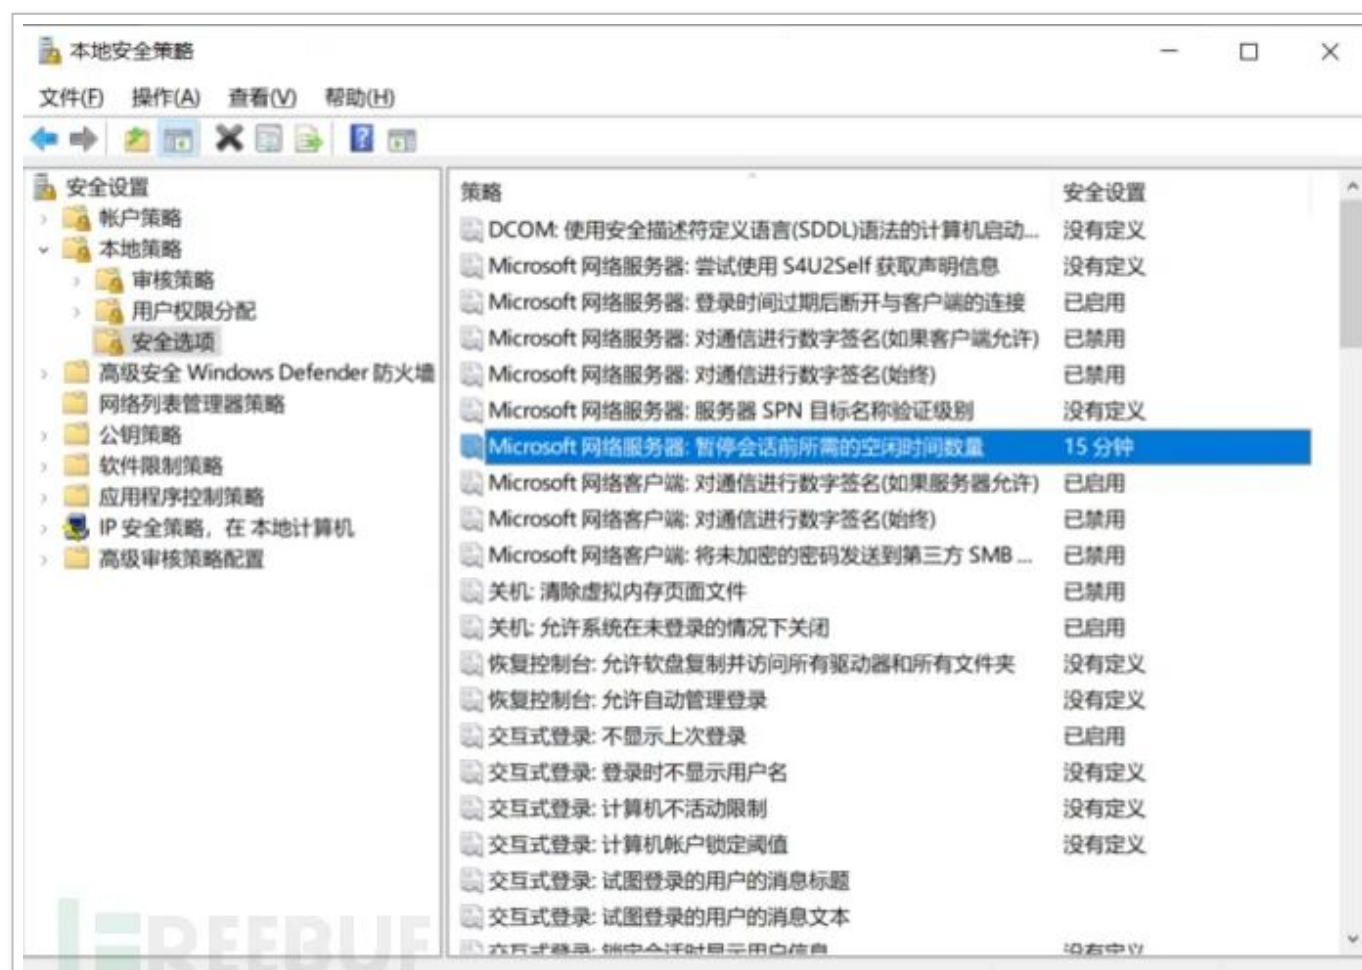 本地安全策略
文件(F) 操作(A) 查看(V) 帮助(H)
安全设置
帐户策略
本地策略
审核策略
用户权限分配
安全选项
高级安全 Windows Defender 防火墙
网络列表管理器策略
公钥策略
软件限制策略
应用程序控制策略
IP 安全策略，在 本地计算机
高级审核策略配置
策略 安全设置
DCOM: 使用安全描述符定义语言(SDDL)语法的计算机启动... 没有定义
Microsoft 网络服务器: 尝试使用 S4U2Self 获取声明信息 没有定义
Microsoft 网络服务器: 登录时间过期后断开与客户端的连接 已启用
Microsoft 网络服务器: 对通信进行数字签名(如果客户端允许) 已禁用
Microsoft 网络服务器: 对通信进行数字签名(始终) 已禁用
Microsoft 网络服务器: 服务器 SPN 目标名称验证级别 没有定义
Microsoft 网络服务器: 暂停会话前所需的空闲时间数量 15 分钟
Microsoft 网络客户端: 对通信进行数字签名(如果服务器允许) 已启用
Microsoft 网络客户端: 对通信进行数字签名(始终) 已禁用
Microsoft 网络客户端: 将未加密的密码发送到第三方 SMB ... 已禁用
关机: 清除虚拟内存页面文件 已禁用
关机: 允许系统在未登录的情况下关闭 已启用
恢复控制台: 允许软盘复制并访问所有驱动器和所有文件夹 没有定义
恢复控制台: 允许自动管理登录 没有定义
交互式登录: 不显示上次登录 已启用
交互式登录: 登录时不显示用户名 没有定义
交互式登录: 计算机不活动限制 没有定义
交互式登录: 计算机帐户锁定阈值 没有定义
交互式登录: 试图登录的用户的消息标题
交互式登录: 试图登录的用户的消息文本
交互式登录: 锁定会话时显示用户信息 没有定义
REEBUF